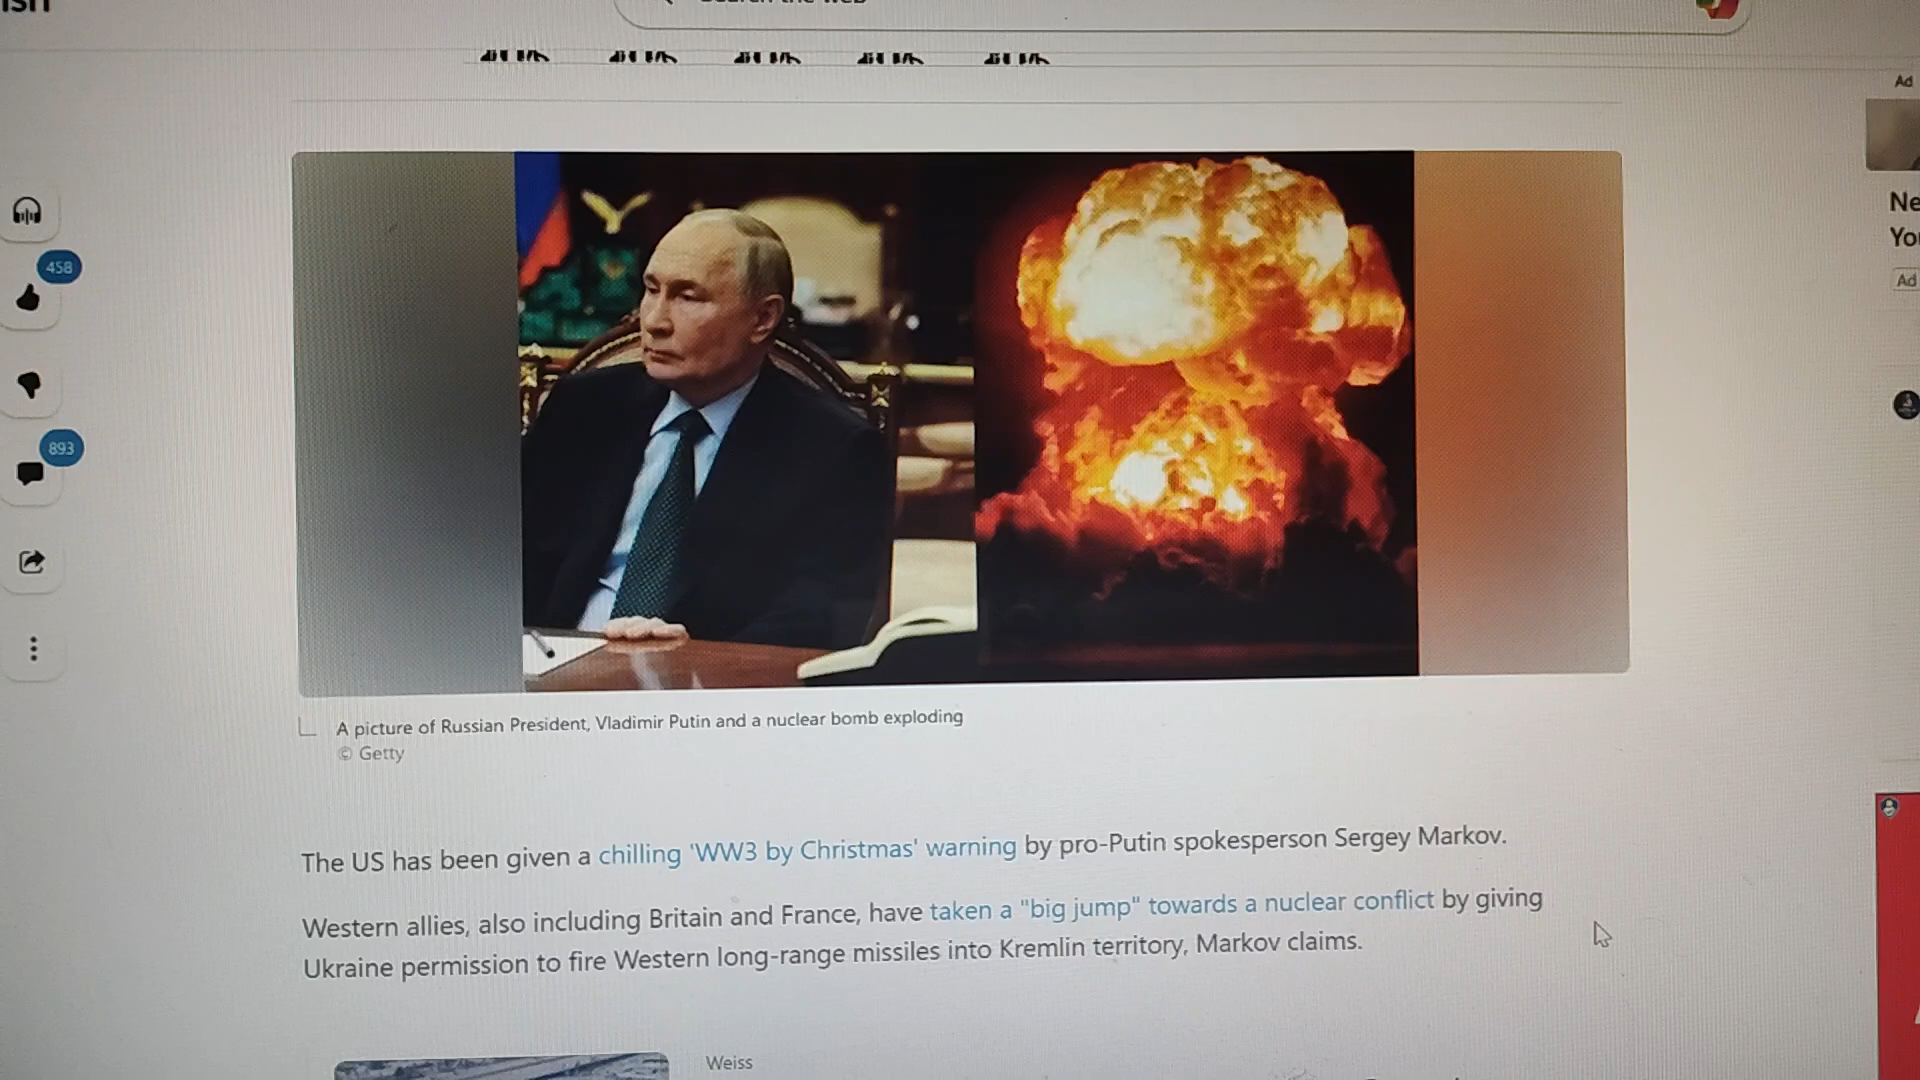 Ad
Ne
Yo
Ad
458
893
A picture of Russian President, Vladimir Putin and a nuclear bomb exploding
© Getty
The US has been given a chilling 'WW3 by Christmas' warning by pro-Putin spokesperson Sergey Markov.
Western allies, also including Britain and France, have taken a "big jump" towards a nuclear conflict by giving
Ukraine permission to fire Western long-range missiles into Kremlin territory, Markov claims.
Weiss